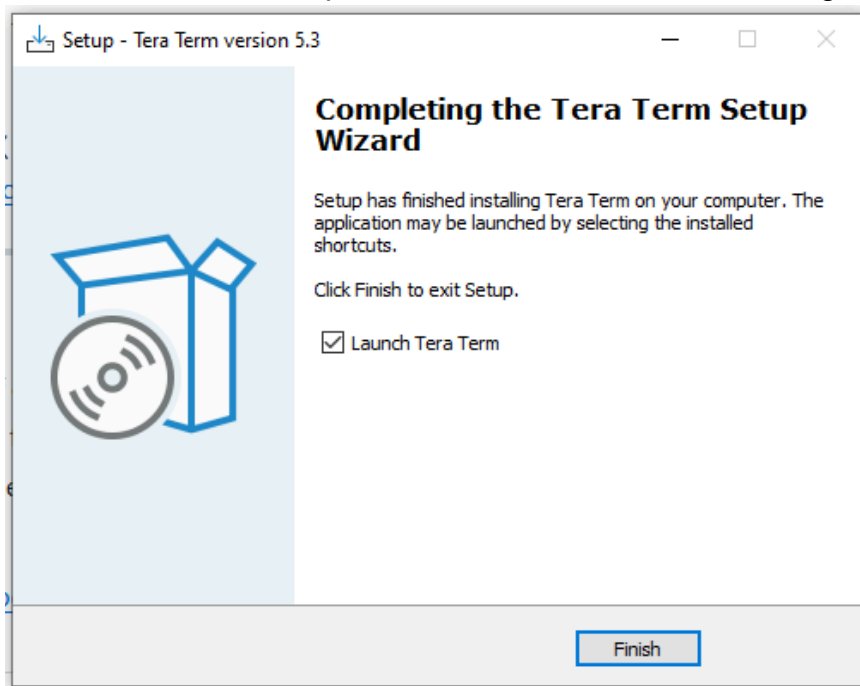 Setup - Tera Term version 5.3
Completing the Tera Term Setup
Wizard
Setup has finished installing Tera Term on your computer. The
application may be launched by selecting the installed
shortcuts.
Click Finish to exit Setup.
Launch Tera Term
Finish